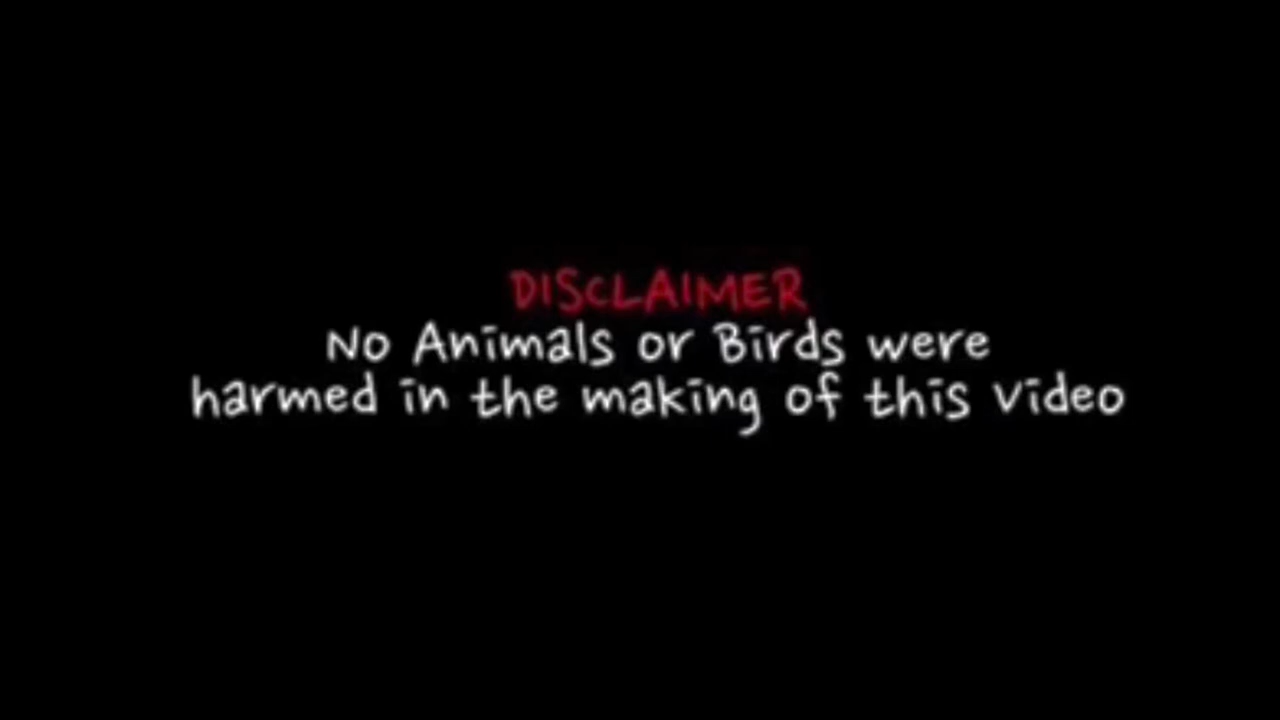 DISCLAIMER
No Animals or Birds were
harmed in the making of this video